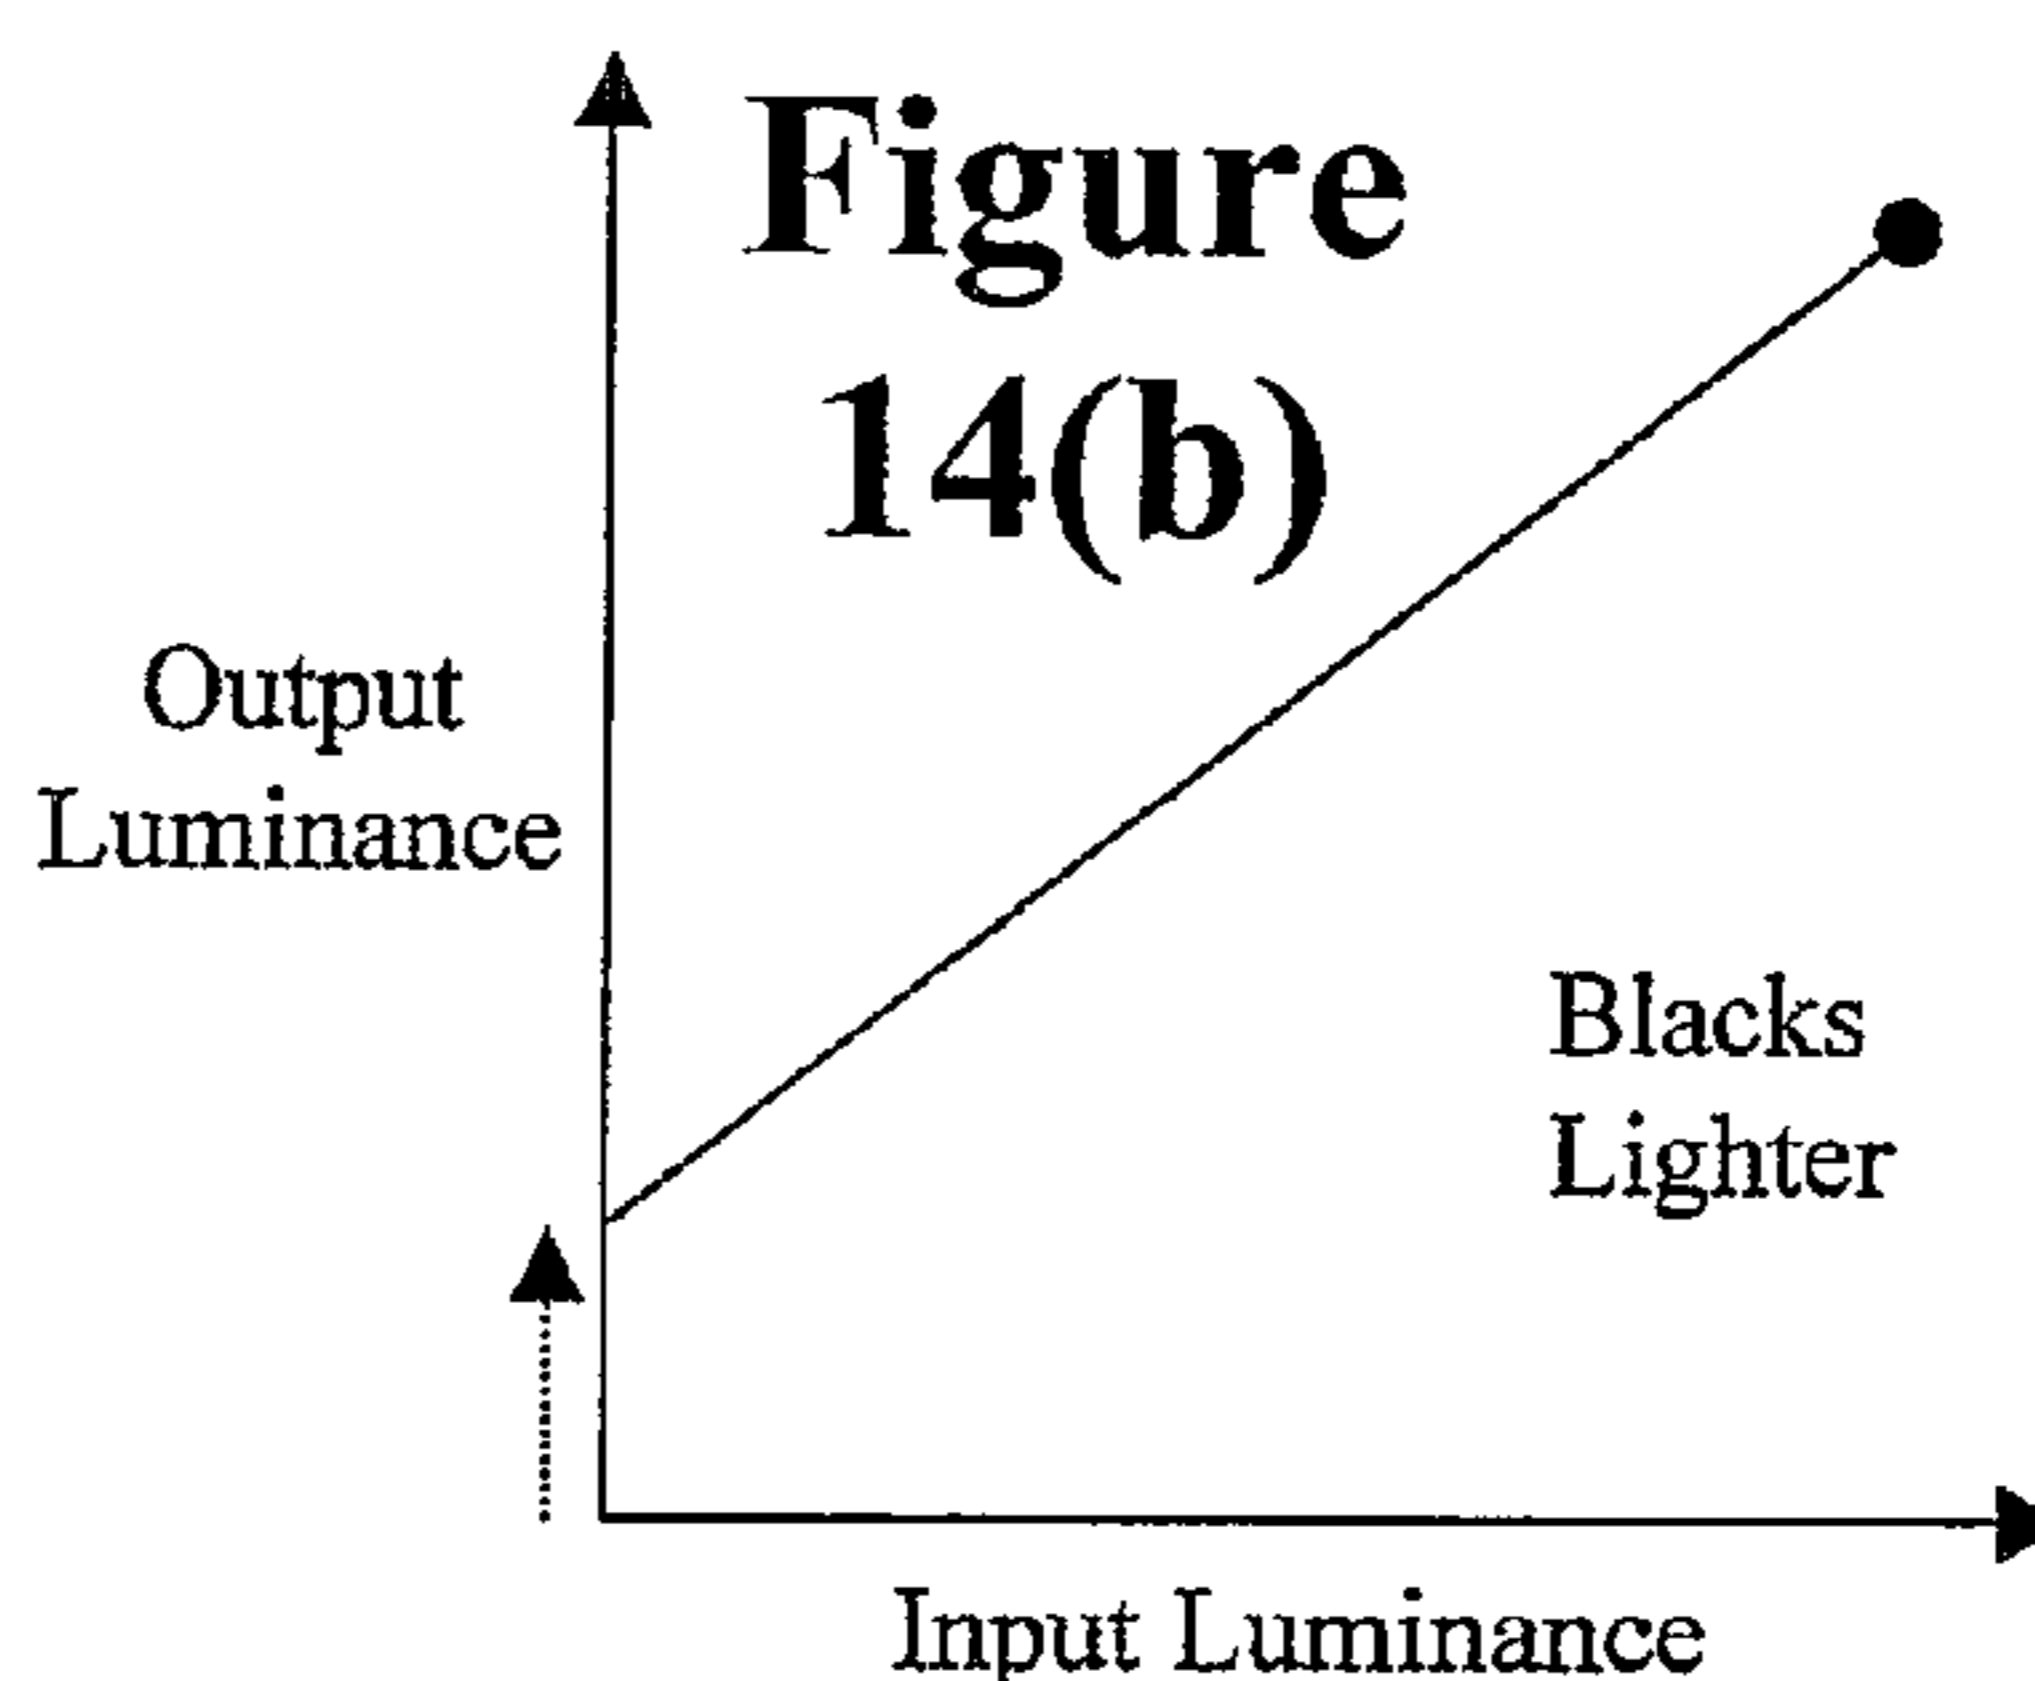 Figure
14(b)
Output
Luminance
Blacks
Lighter
Input Luminance